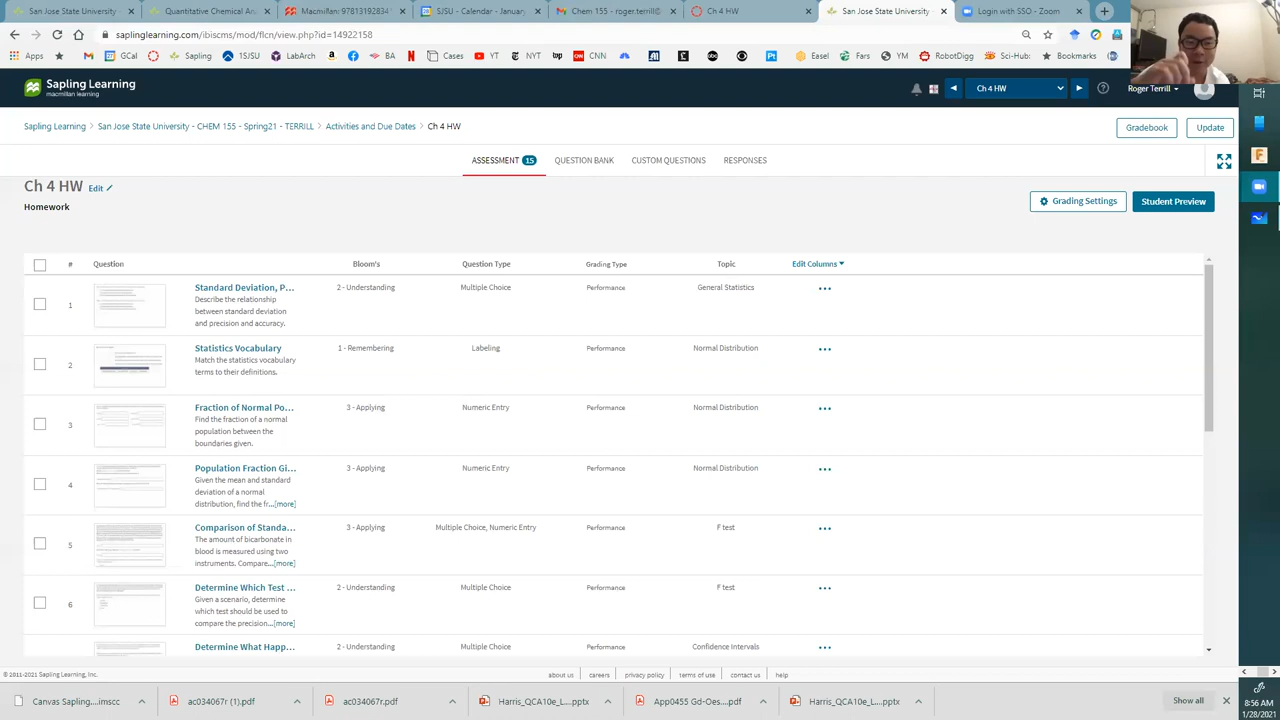 San Jose State University
Quantitative Chemical An
Macmillan: 97813192834
SJSU - Calendar - January
Chem 155 - roger.terrill@
Ch 4 HW
San Jose State University
Login with SSO - Zoom
saplinglearning.com/ibiscms/mod/flcn/view.php?id=14922158
Apps
GCal
Sapling
1SJSU
LabArch
BA
Cases
YT
NYT
CNN
Easel
Fars
YM
RobotDigg
Sci-Hub:
Bookmarks
Sapling Learning
macmillan learning
Ch 4 HW
Roger Terrill
Sapling Learning > San Jose State University - CHEM 155 - Spring21 - TERRILL > Activities and Due Dates > Ch 4 HW
Gradebook
Update
ASSESSMENT 15
QUESTION BANK
CUSTOM QUESTIONS
RESPONSES
Ch 4 HW Edit
Homework
Grading Settings
Student Preview
# Question Bloom's Question Type Grading Type Topic Edit Columns
1 Standard Deviation, P... 2 - Understanding Multiple Choice Performance General Statistics
Describe the relationship
between standard deviation
and precision and accuracy.
2 Statistics Vocabulary 1 - Remembering Labeling Performance Normal Distribution
Match the statistics vocabulary
terms to their definitions.
3 Fraction of Normal Po... 3 - Applying Numeric Entry Performance Normal Distribution
Find the fraction of a normal
population between the
boundaries given.
4 Population Fraction Gi... 3 - Applying Numeric Entry Performance Normal Distribution
Given the mean and standard
deviation of a normal
distribution, find the fr...[more]
5 Comparison of Standa... 3 - Applying Multiple Choice, Numeric Entry Performance F test
The amount of bicarbonate in
blood is measured using two
instruments. Compare...[more]
6 Determine Which Test ... 2 - Understanding Multiple Choice Performance F test
Given a scenario, determine
which test should be used to
compare the precision...[more]
Determine What Happ... 2 - Understanding Multiple Choice Performance Confidence Intervals
© 2011-2021 Sapling Learning, Inc.
about us
careers
privacy policy
terms of use
contact us
help
Canvas Sapling....imscc
ac034067r (1).pdf
ac034067r.pdf
Harris_QCA10e_L....pptx
App0455 Gd-Oes....pdf
Harris_QCA10e_L....pptx
Show all
8:56 AM
1/28/2021